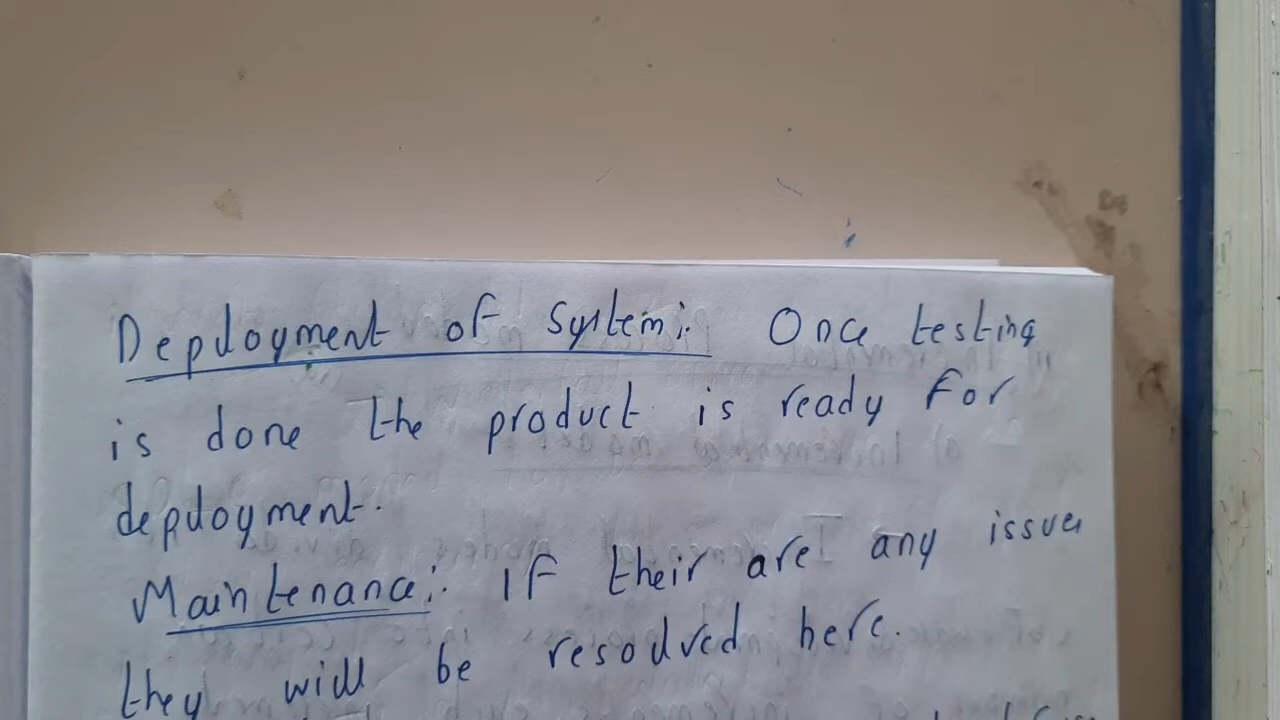 Deployment of System:. Once testing
is done the product is ready for
deployment.
Maintenance:. If their are any issues
they will be resolved here.